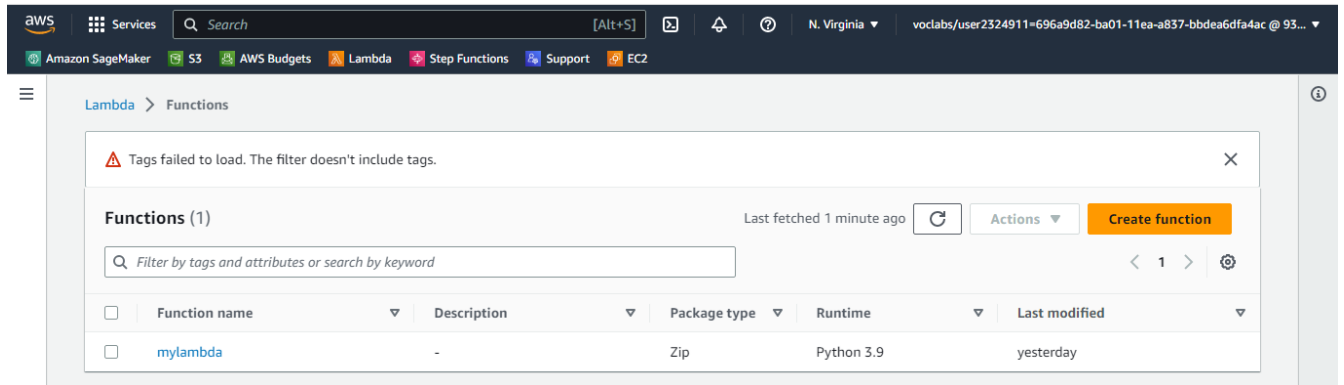 aws Services Search [Alt+S] N. Virginia ▼ voclabs/user2324911=696a9d82-ba01-11ea-a837-bbdea6dfa4ac @ 93... ▼
Amazon SageMaker S3 AWS Budgets Lambda Step Functions Support EC2
Lambda > Functions
Tags failed to load. The filter doesn't include tags.
Functions (1) Last fetched 1 minute ago Actions ▼ Create function
Filter by tags and attributes or search by keyword < 1 >
Function name Description Package type Runtime Last modified
mylambda - Zip Python 3.9 yesterday